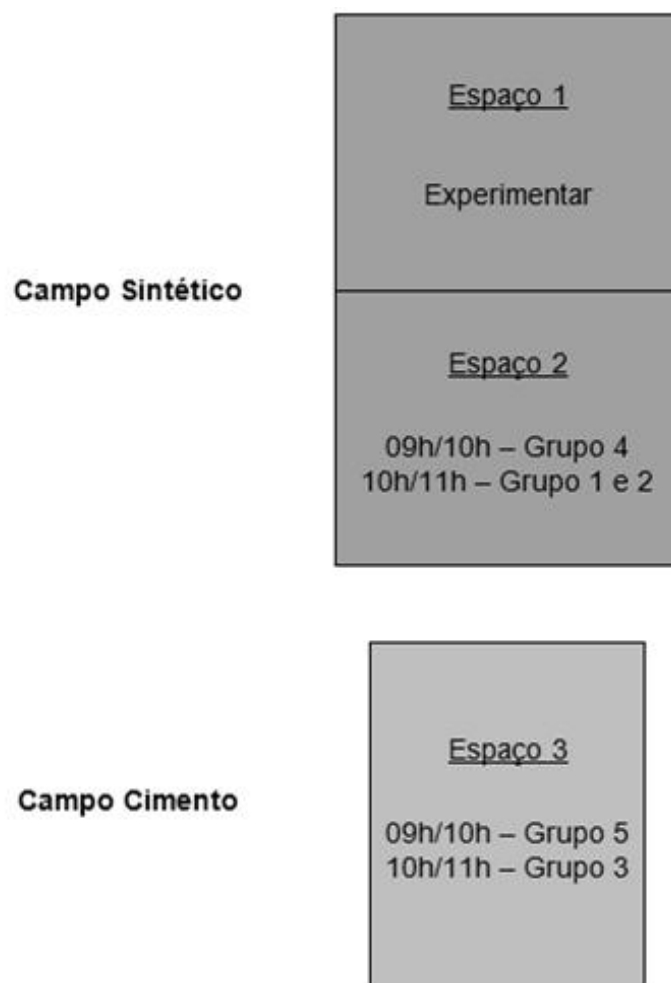 Espaço 1
Experimentar
Campo Sintético
Espaço 2
09h/10h – Grupo 4
10h/11h – Grupo 1 e 2
Espaço 3
Campo Cimento
09h/10h – Grupo 5
10h/11h – Grupo 3